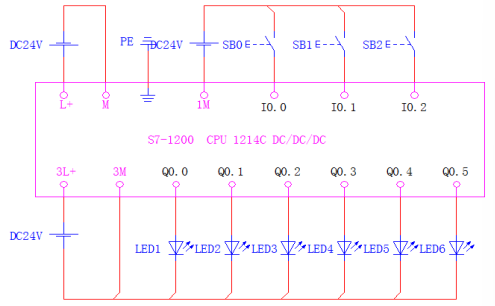 DC24V PE DC24V SB0 SB1 SB2
L+ M 1M I0.0 I0.1 I0.2
S7-1200 CPU 1214C DC/DC/DC
3L+ 3M Q0.0 Q0.1 Q0.2 Q0.3 Q0.4 Q0.5
DC24V LED1 LED2 LED3 LED4 LED5 LED6